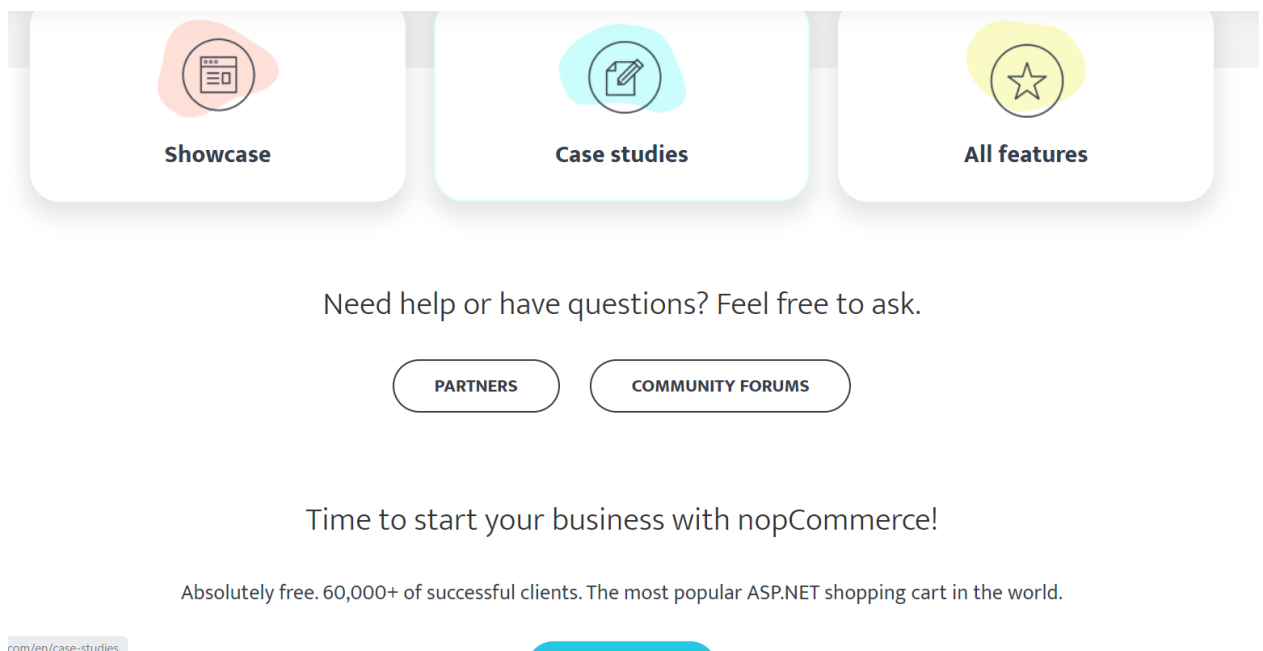 Showcase
Case studies
All features
Need help or have questions? Feel free to ask.
PARTNERS
COMMUNITY FORUMS
Time to start your business with nopCommerce!
Absolutely free. 60,000+ of successful clients. The most popular ASP.NET shopping cart in the world.
com/en/case-studies